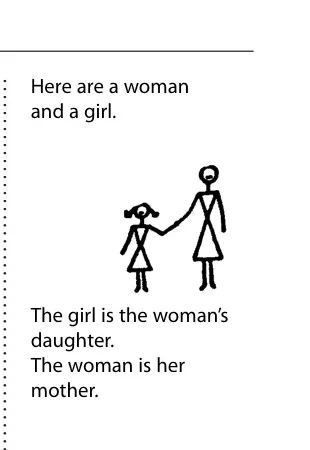 Here are a woman
and a girl.
The girl is the woman’s
daughter.
The woman is her
mother.